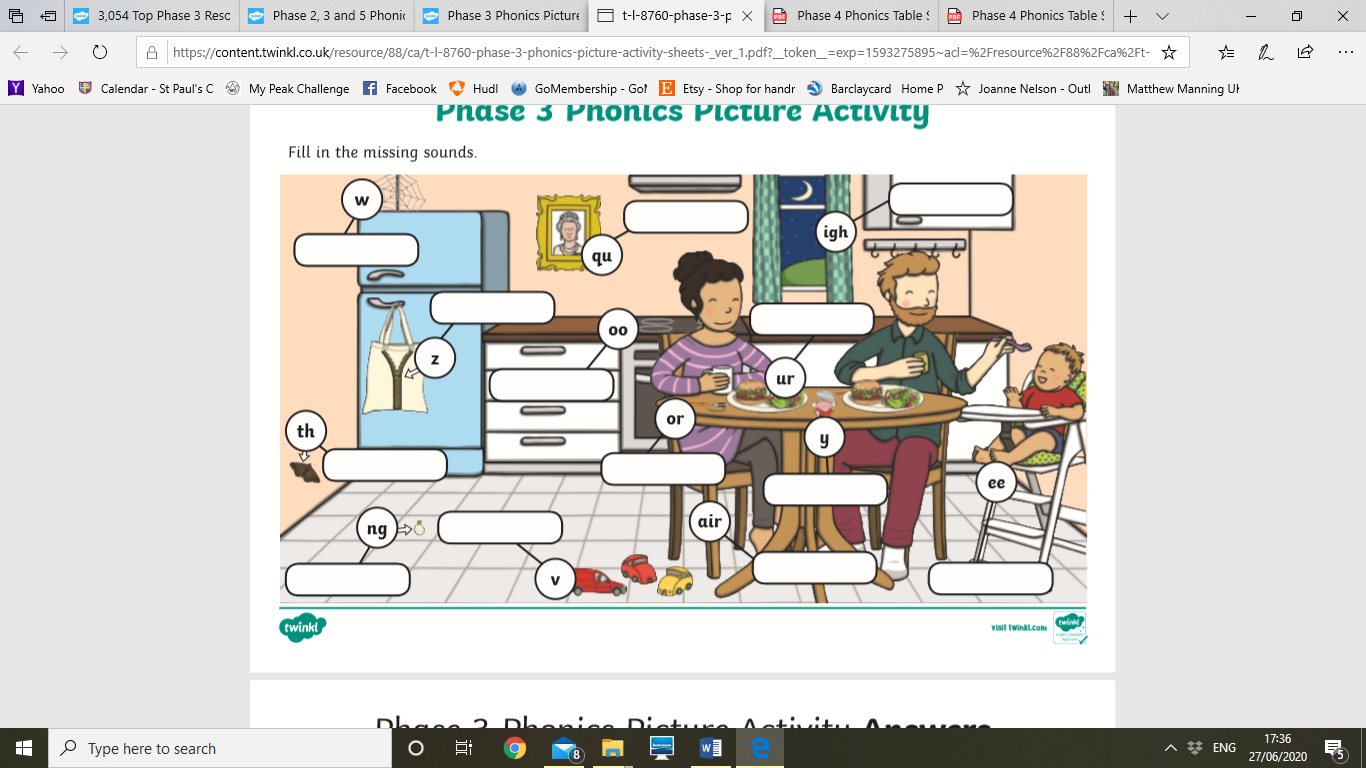 3,054 Top Phase 3 Resc
Phase 2, 3 and 5 Phonic
Phase 3 Phonics Picture
t-l-8760-phase-3-p
Phase 4 Phonics Table S
Phase 4 Phonics Table S
https://content.twinkl.co.uk/resource/88/ca/t-l-8760-phase-3-phonics-picture-activity-sheets-_ver_1.pdf?__token__=exp=1593275895~acl=%2Fresource%2F88%2Fca%2Ft-
Yahoo
Calendar - St Paul's C
My Peak Challenge
Facebook
Hudl
GoMembership - Gol
Etsy - Shop for handr
Barclaycard Home P
Joanne Nelson - Outl
Matthew Manning Uk
Phase 3 Phonics Picture Activity
Fill in the missing sounds.
w
qu
igh
oo
z
ur
or
th
y
ee
air
ng
v
twinkl
visit twinkl.com
twinkl
Phase 3 Phonics Picture Activity Answers
Type here to search
8
ENG
17:36
27/06/2020
5